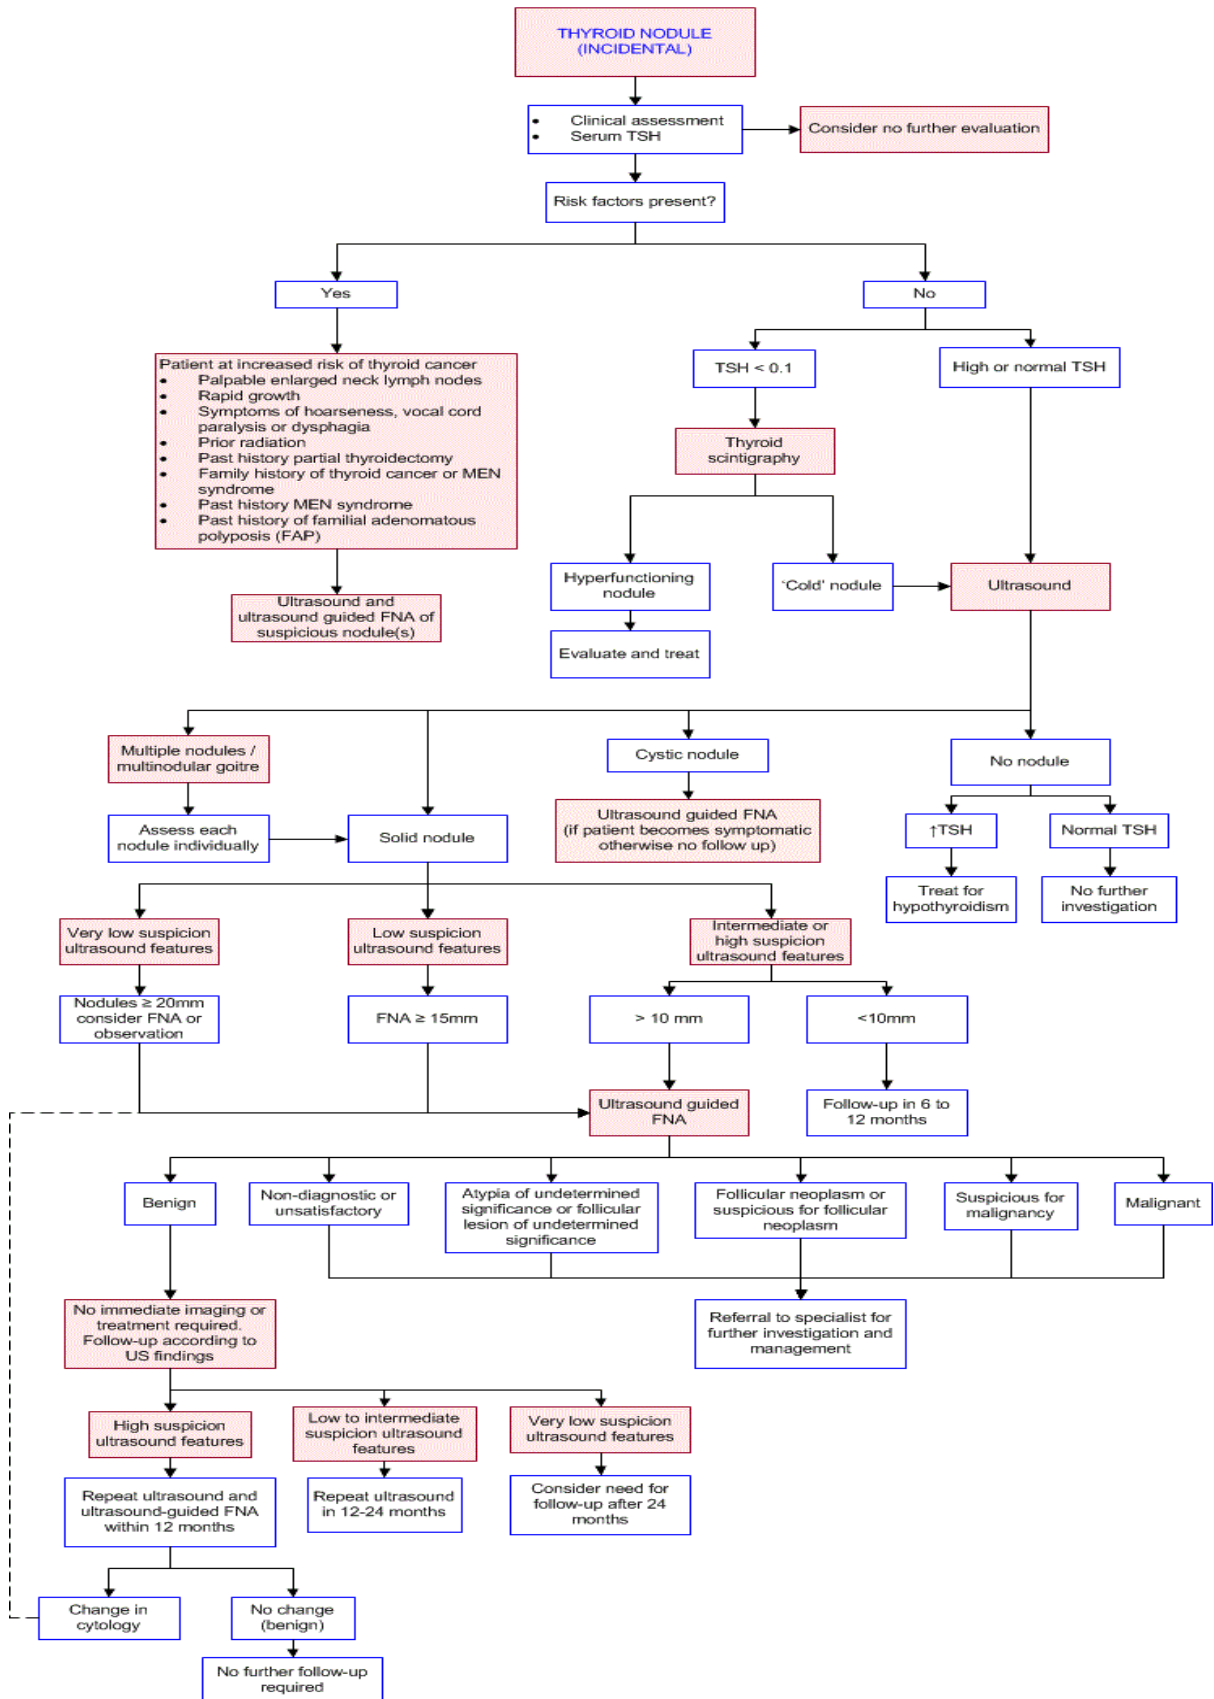 THYROID NODULE
(INCIDENTAL)
• Clinical assessment
• Serum TSH
Consider no further evaluation
Risk factors present?
Yes
No
Patient at increased risk of thyroid cancer
• Palpable enlarged neck lymph nodes
• Rapid growth
• Symptoms of hoarseness, vocal cord
paralysis or dysphagia
• Prior radiation
• Past history partial thyroidectomy
• Family history of thyroid cancer or MEN
syndrome
• Past history MEN syndrome
• Past history of familial adenomatous
polyposis (FAP)
TSH < 0.1
High or normal TSH
Thyroid
scintigraphy
Hyperfunctioning
nodule
'Cold' nodule
Ultrasound
Ultrasound and
ultrasound guided FNA of
suspicious nodule(s)
Evaluate and treat
Multiple nodules /
multinodular goitre
Cystic nodule
No nodule
Assess each
nodule individually
Solid nodule
Ultrasound guided FNA
(if patient becomes symptomatic
otherwise no follow up)
↑TSH
Normal TSH
Treat for
hypothyroidism
No further
investigation
Very low suspicion
ultrasound features
Low suspicion
ultrasound features
Intermediate or
high suspicion
ultrasound features
Nodules ≥ 20mm
consider FNA or
observation
FNA ≥ 15mm
> 10 mm
<10mm
Ultrasound guided
FNA
Follow-up in 6 to
12 months
Benign
Non-diagnostic or
unsatisfactory
Atypia of undetermined
significance or follicular
lesion of undetermined
significance
Follicular neoplasm or
suspicious for follicular
neoplasm
Suspicious for
malignancy
Malignant
No immediate imaging or
treatment required.
Follow-up according to
US findings
Referral to specialist for
further investigation and
management
High suspicion
ultrasound features
Low to intermediate
suspicion ultrasound
features
Very low suspicion
ultrasound features
Repeat ultrasound and
ultrasound-guided FNA
within 12 months
Repeat ultrasound
in 12-24 months
Consider need for
follow-up after 24
months
Change in
cytology
No change
(benign)
No further follow-up
required